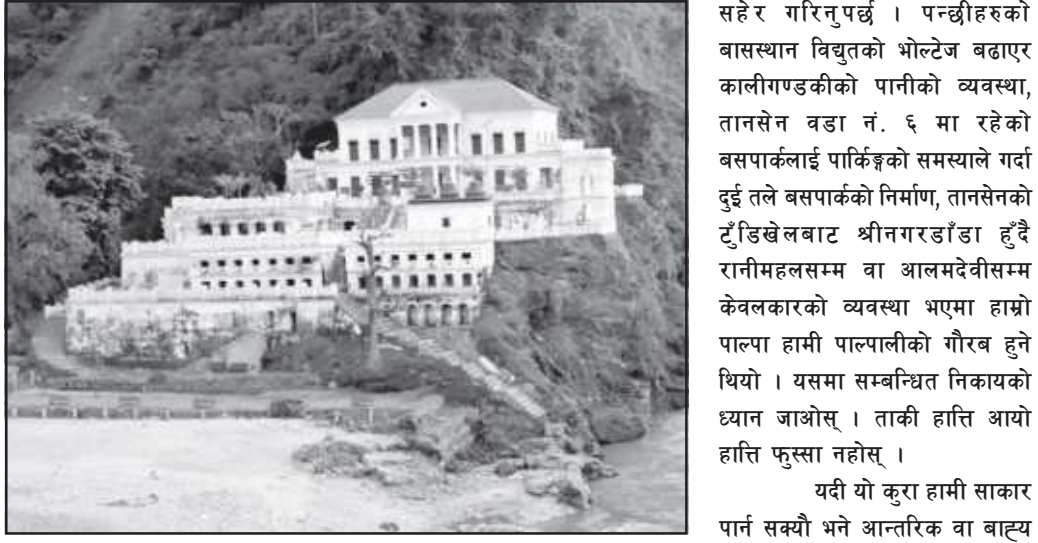 सहेर गरिनुपर्छ । पन्छीहरुको
बासस्थान विद्युतको भोल्टेज बढाएर
कालीगण्डकीको पानीको व्यवस्था,
तानसेन वडा नं. ६ मा रहेको
बसपार्कलाई पार्किङ्गको समस्याले गर्दा
दुई तले बसपार्कको निर्माण, तानसेनको
टुँडिखेलबाट श्रीनगरडाँडा हुँदै
रानीमहलसम्म वा आलमदेवीसम्म
केवलकारको व्यवस्था भएमा हाम्रो
पाल्पा हामी पाल्पालीको गौरब हुने
थियो । यसमा सम्बन्धित निकायको
ध्यान जाओस् । ताकी हात्ति आयो
हात्ति फुस्सा नहोस् ।
यदी यो कुरा हामी साकार
पार्न सक्यौ भने आन्तरिक वा बाह्य